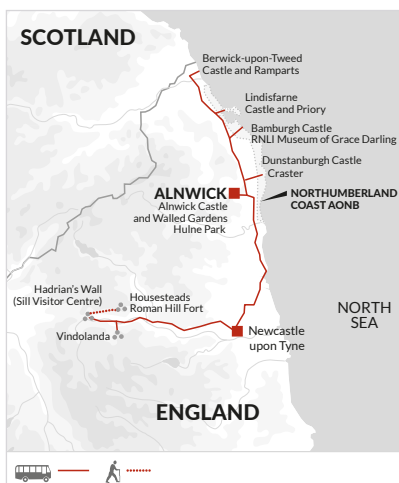 SCOTLAND
Berwick-upon-Tweed
Castle and Ramparts
Lindisfarne
Castle and Priory
Bamburgh Castle
RNLI Museum of Grace Darling
Dunstanburgh Castle
Craster
ALNWICK
Alnwick Castle
and Walled Gardens
Hulne Park
NORTHUMBERLAND
COAST AONB
Hadrian's Wall
(Sill Visitor Centre)
Housesteads
Roman Hill Fort
Vindolanda
Newcastle
upon Tyne
NORTH
SEA
ENGLAND